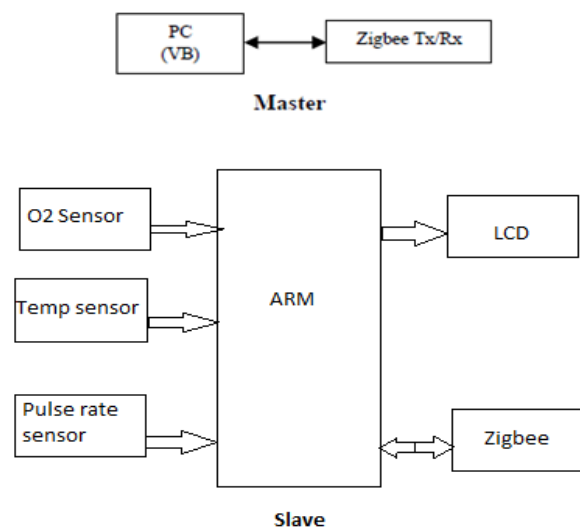 PC
(VB)
Zigbee Tx/Rx
Master
O2 Sensor
Temp sensor
Pulse rate
sensor
ARM
LCD
Zigbee
Slave